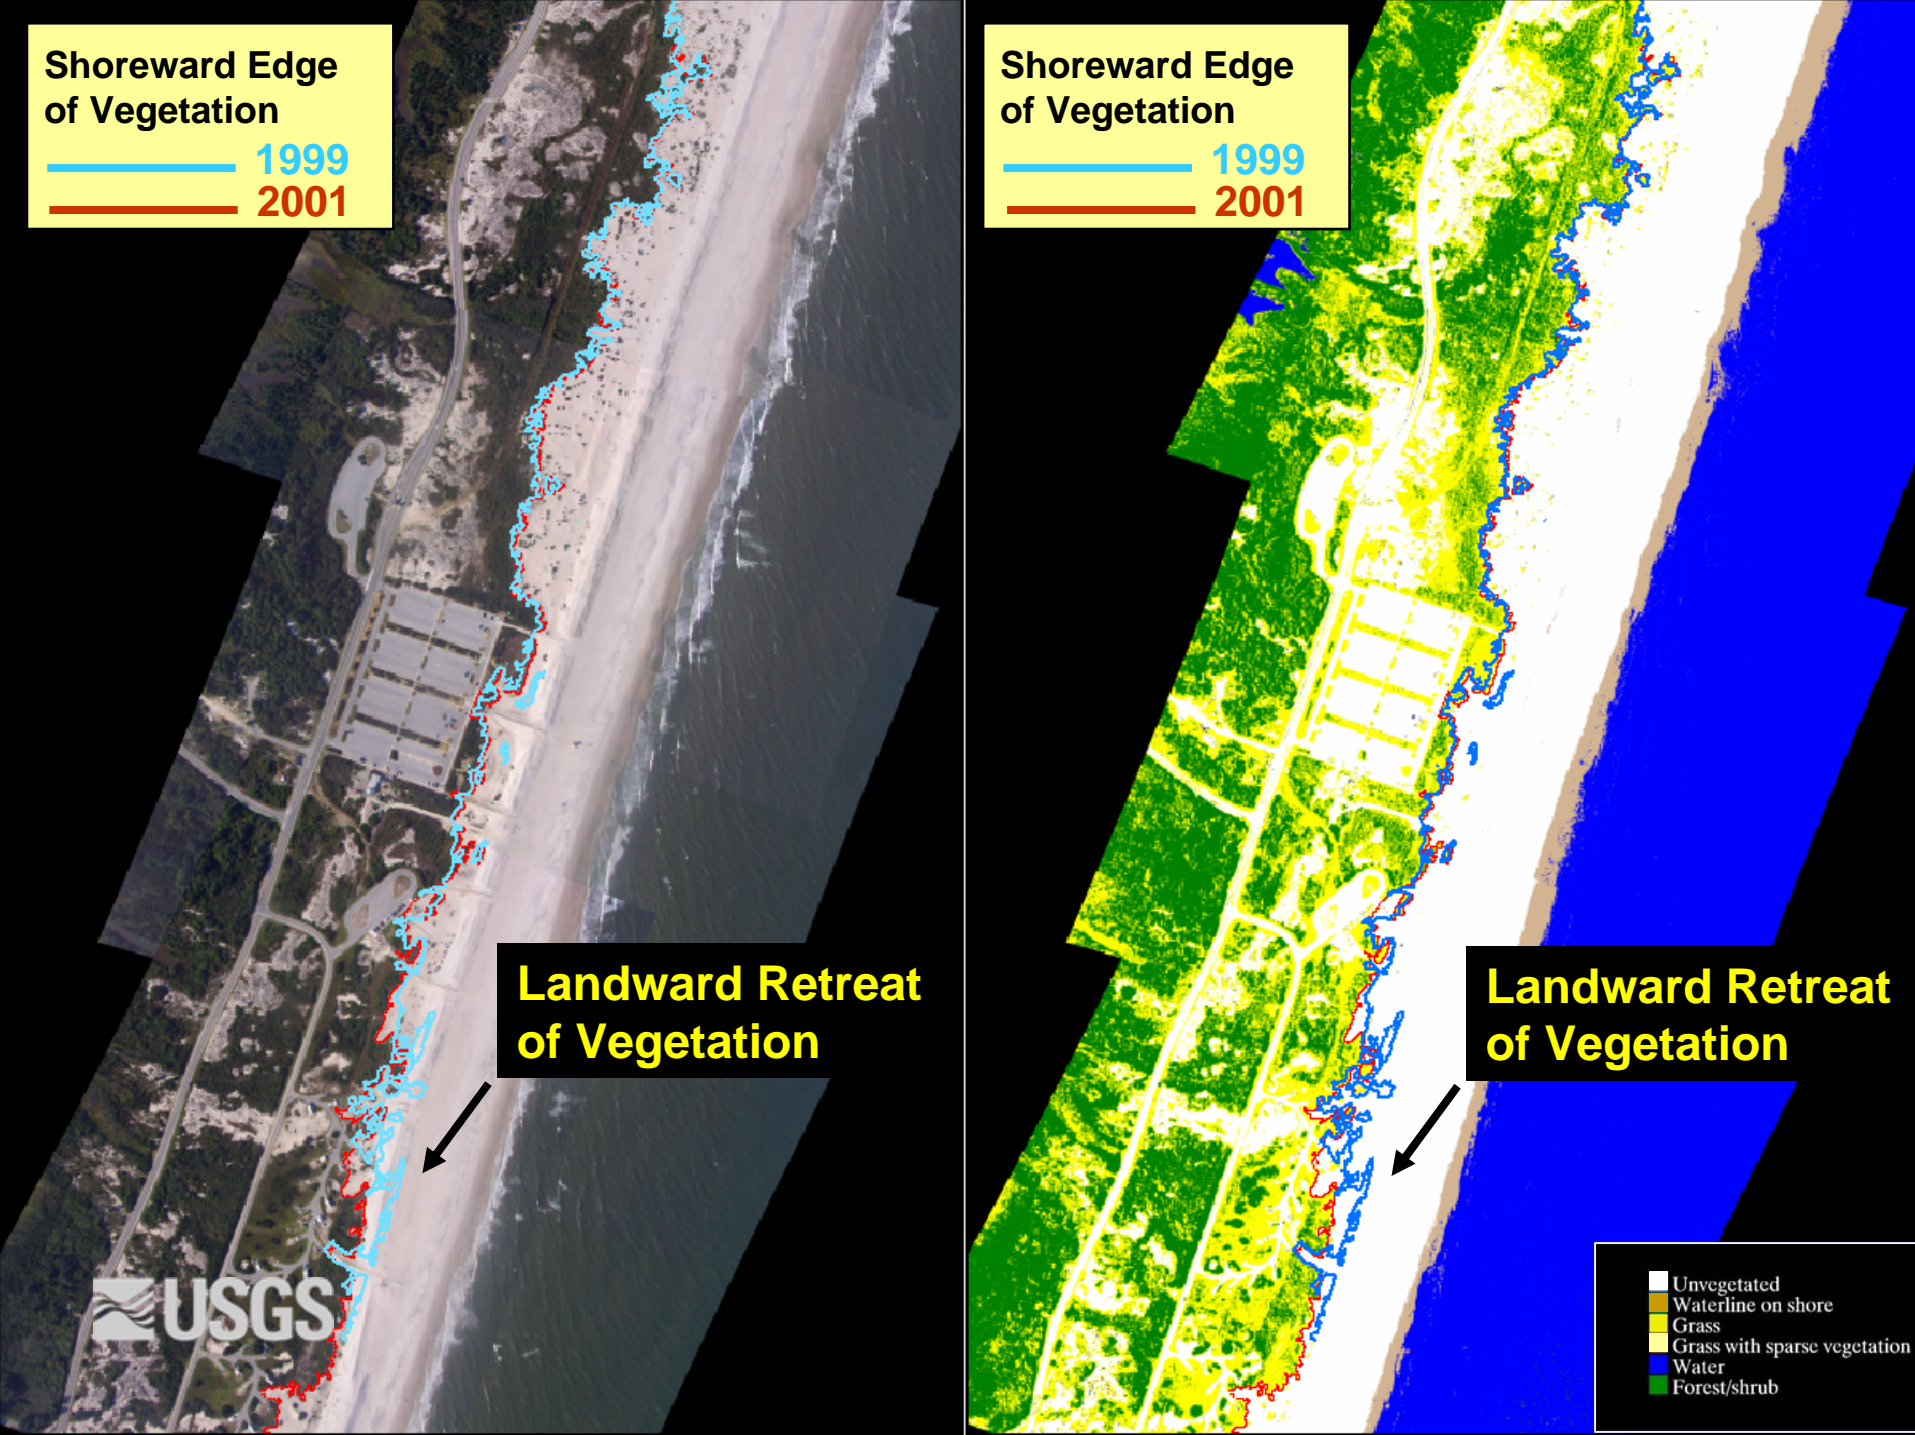 Shoreward Edge
of Vegetation
1999
2001
Landward Retreat
of Vegetation
USGS
Shoreward Edge
of Vegetation
1999
2001
Landward Retreat
of Vegetation
Unvegetated
Waterline on shore
Grass
Grass with sparse vegetation
Water
Forest/shrub